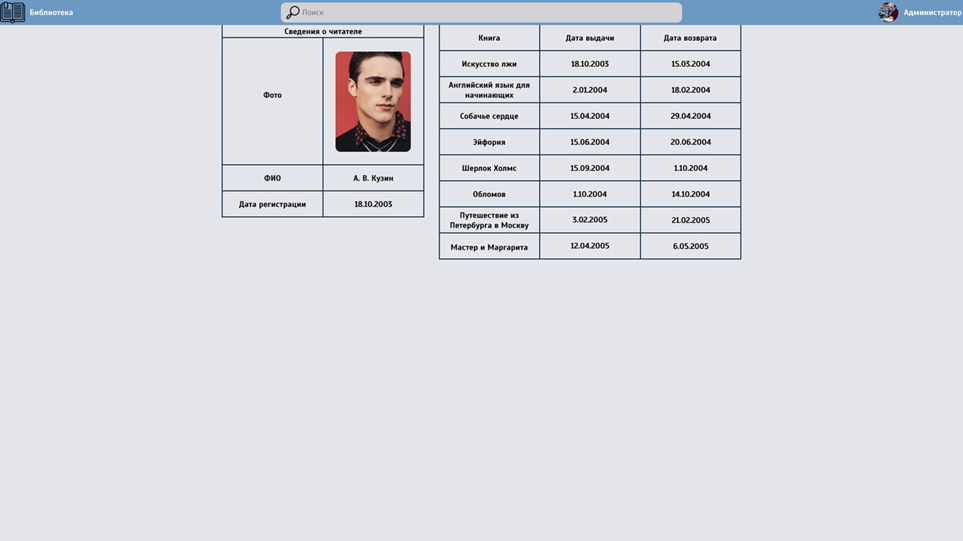 Библиотека
Поиск
Администратор
Сведения о читателе
Фото
ФИО
А. В. Кузин
Дата регистрации
18.10.2003
Книга
Дата выдачи
Дата возврата
Искусство лжи
18.10.2003
15.03.2004
Английский язык для
начинающих
2.01.2004
18.02.2004
Собачье сердце
15.04.2004
29.04.2004
Эйфория
15.06.2004
20.06.2004
Шерлок Холмс
15.09.2004
1.10.2004
Обломов
1.10.2004
14.10.2004
Путешествие из
Петербурга в Москву
3.02.2005
21.02.2005
Мастер и Маргарита
12.04.2005
6.05.2005